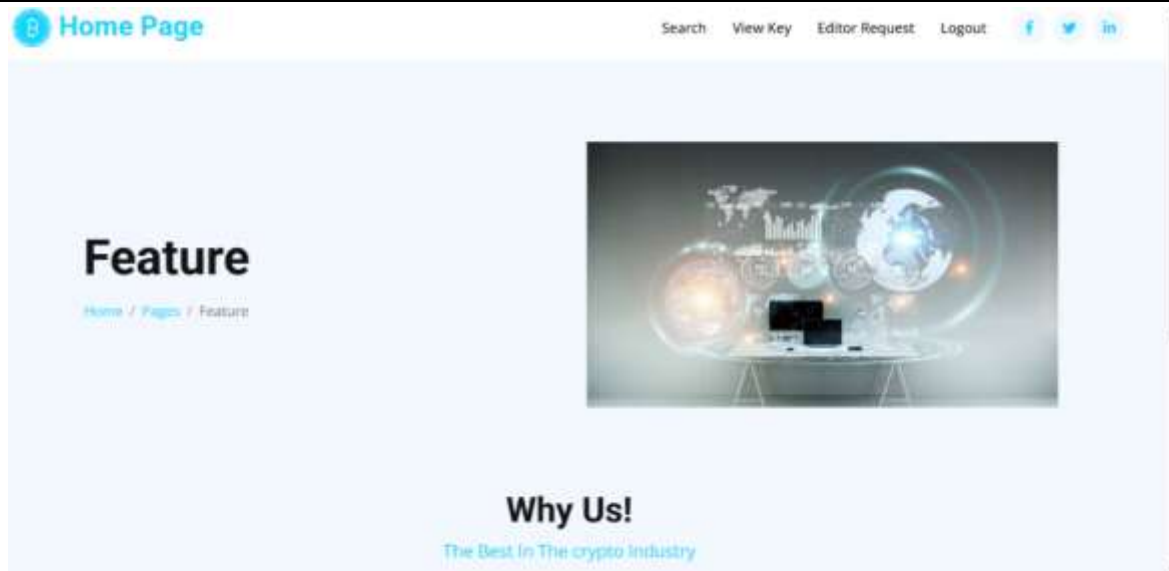 Home Page
Search View Key Editor Request Logout
Feature
Home / Pages / Feature
Why Us!
The Best In The crypto Industry